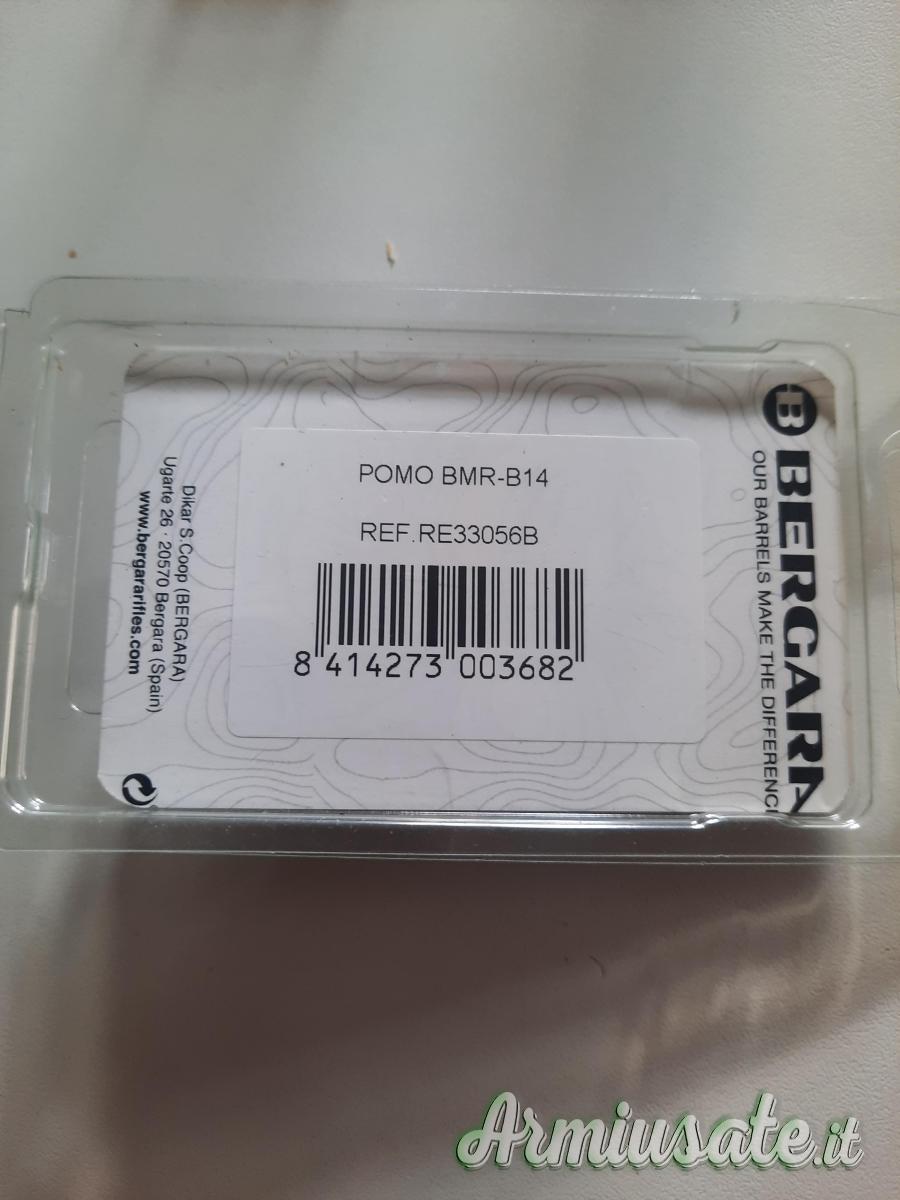 POMO BMR-B14
REF.RE33056B
8 414273 003682
Dikar S.Coop (BERGARA)
Ugarte 26 · 20570 Bergara (Spain)
www.bergararifles.com
B BERGARA
OUR BARRELS MAKE THE DIFFERENC
Armiusate.it